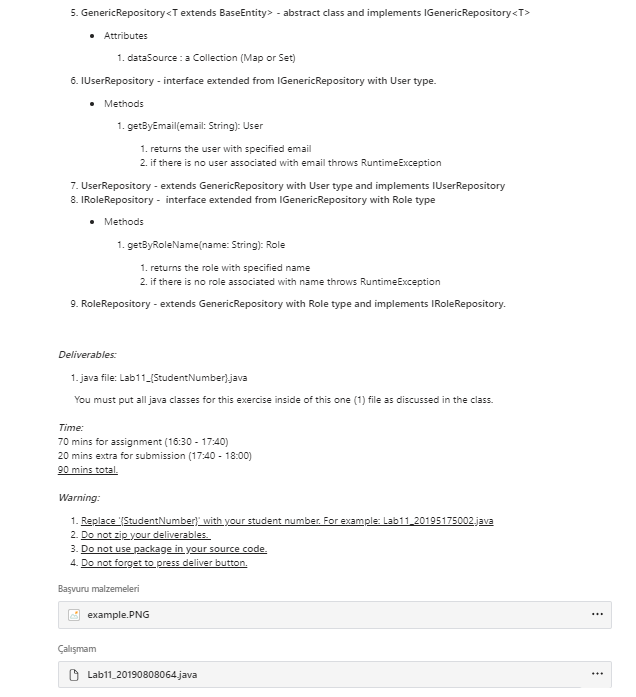 5. GenericRepository<T extends BaseEntity> - abstract class and implements IGenericRepository<T>
• Attributes
1. dataSource : a Collection (Map or Set)
6. IUserRepository - interface extended from IGenericRepository with User type.
• Methods
1. getByEmail(email: String): User
1. returns the user with specified email
2. if there is no user associated with email throws RuntimeException
7. UserRepository - extends GenericRepository with User type and implements IUserRepository
8. IRoleRepository - interface extended from IGenericRepository with Role type
• Methods
1. getByRoleName(name: String): Role
1. returns the role with specified name
2. if there is no role associated with name throws RuntimeException
9. RoleRepository - extends GenericRepository with Role type and implements IRoleRepository.
Deliverables:
1. java file: Lab11_{StudentNumber}.java
You must put all java classes for this exercise inside of this one (1) file as discussed in the class.
Time:
70 mins for assignment (16:30 - 17:40)
20 mins extra for submission (17:40 - 18:00)
90 mins total.
Warning:
1. Replace '{StudentNumber}' with your student number. For example: Lab11_20195175002.java
2. Do not zip your deliverables.
3. Do not use package in your source code.
4. Do not forget to press deliver button.
Başvuru malzemeleri
example.PNG
Çalışmam
Lab11_20190808064.java